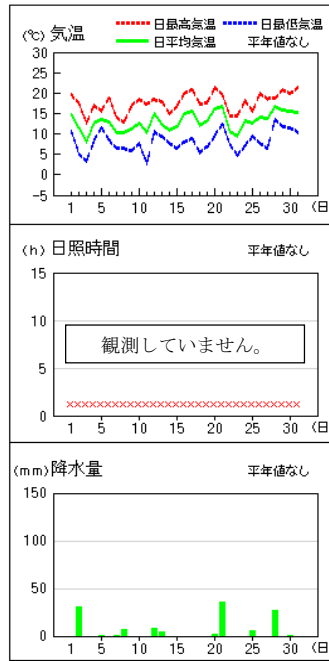 (℃) 気温 日最高気温 日最低気温
日平均気温 平年値なし
30
25
20
15
10
5
0
-5
1 5 10 15 20 25 30 (日
(h) 日照時間 平年値なし
15
10
観測していません。
5
0
1 5 10 15 20 25 30 (日
(mm) 降水量 平年値なし
150
100
50
0
1 5 10 15 20 25 30 (日